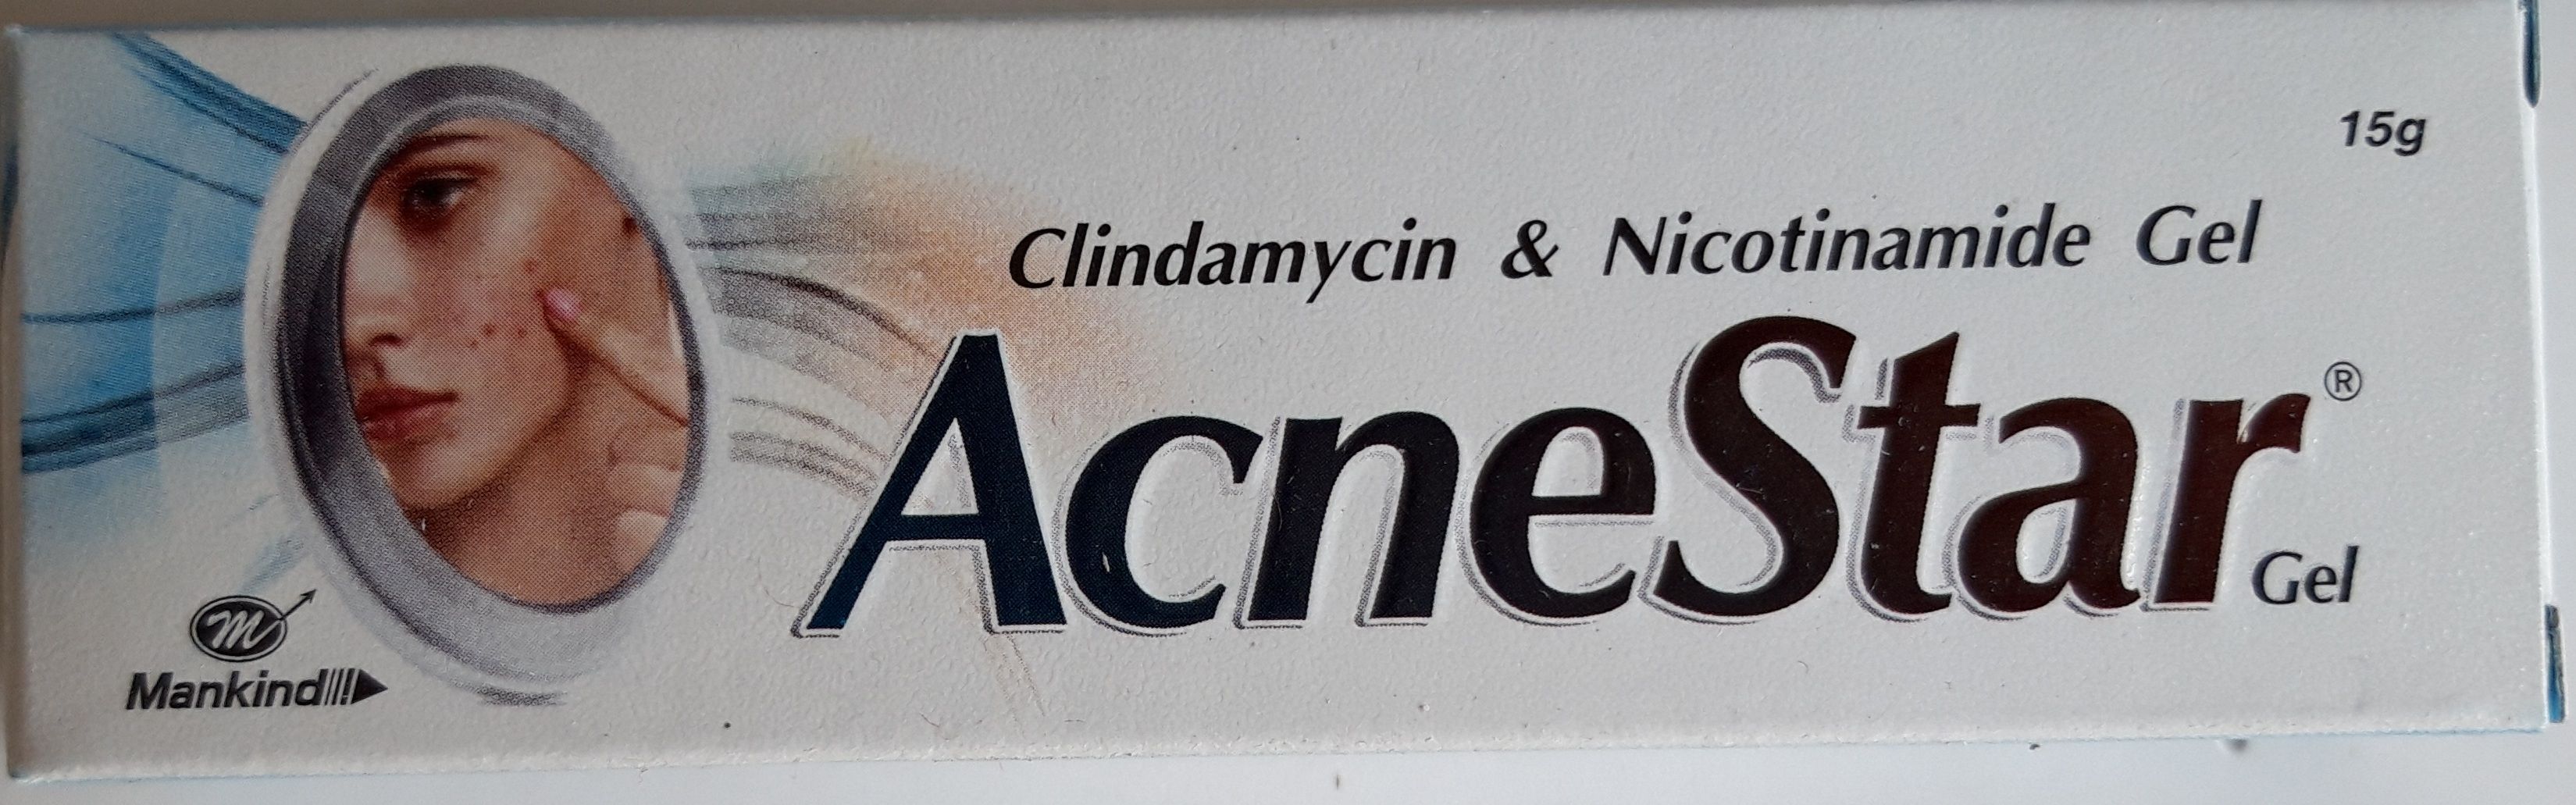 15g
Clindamycin & Nicotinamide Gel
AcneStar®
Gel
m
Mankind